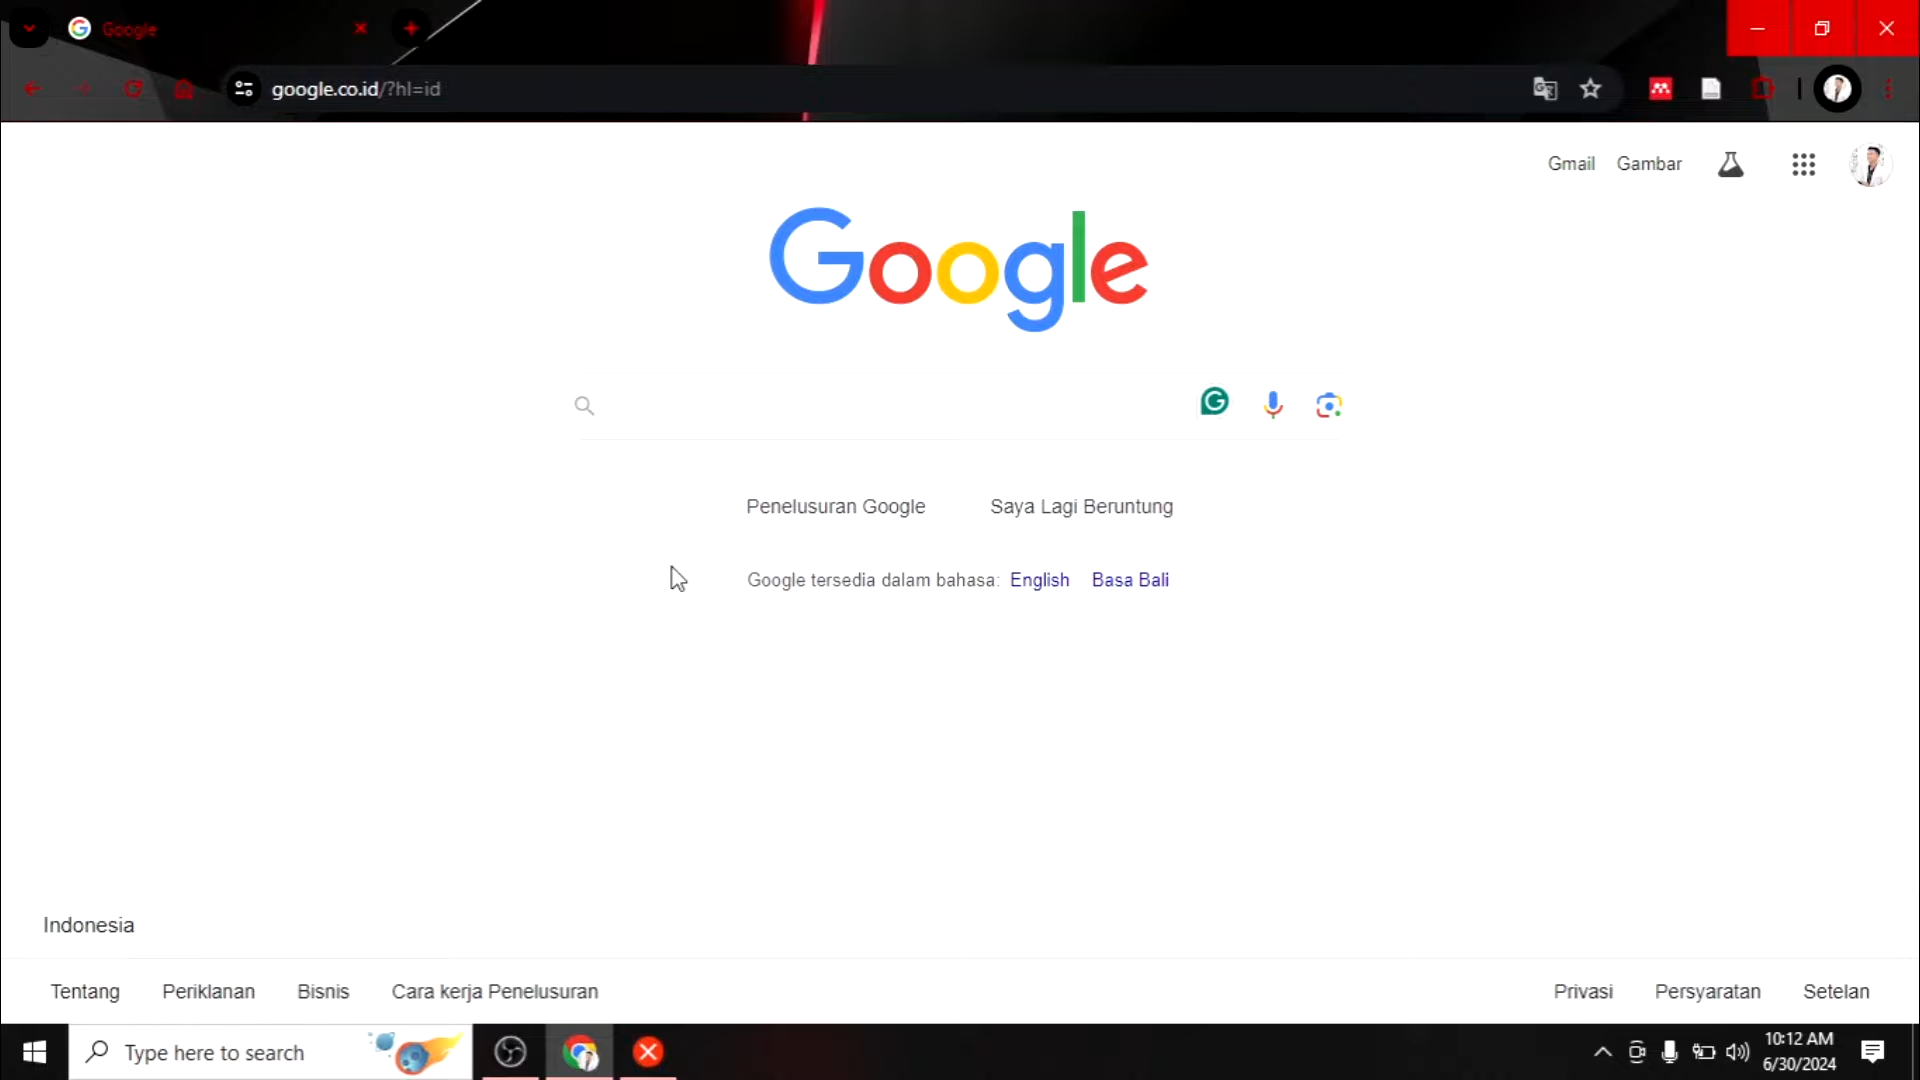 Google
google.co.id/?hl=id
Gmail Gambar
Google
Penelusuran Google Saya Lagi Beruntung
Google tersedia dalam bahasa: English Basa Bali
Indonesia
Tentang Periklanan Bisnis Cara kerja Penelusuran Privasi Persyaratan Setelan
Type here to search
10:12 AM
6/30/2024